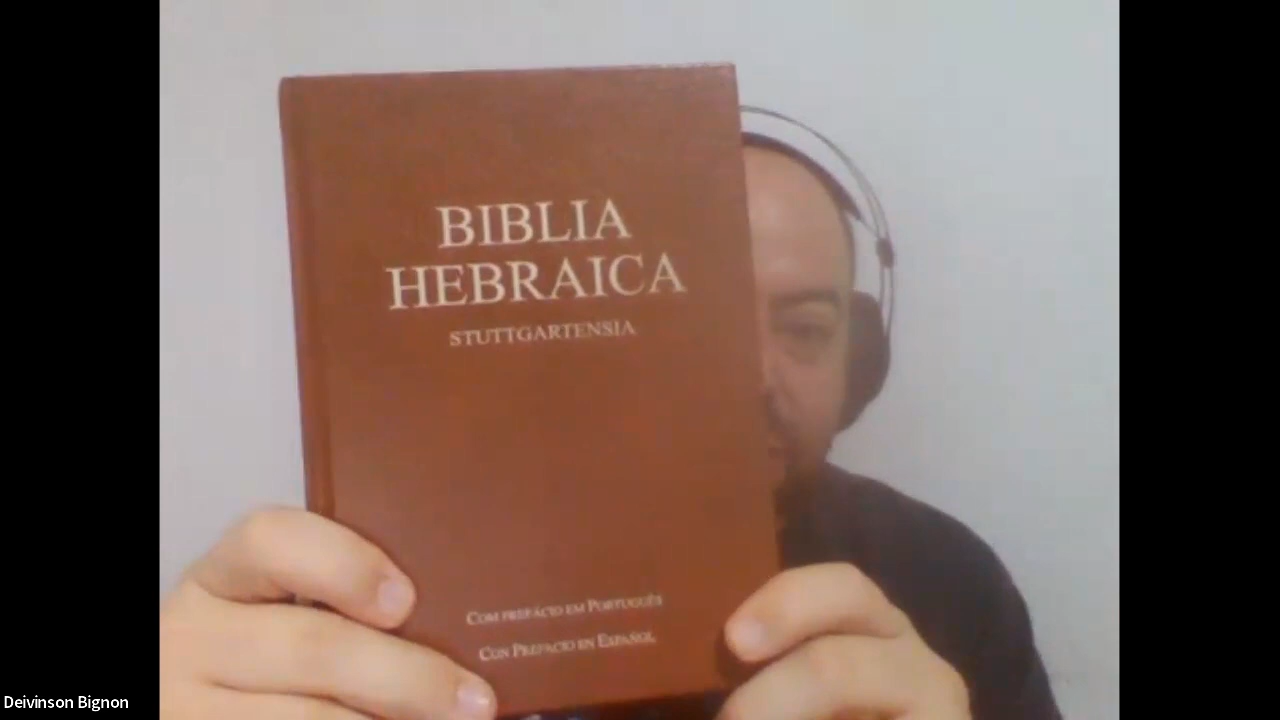 BIBLIA
HEBRAICA
STUTTGARTENSIA
COM PREFÁCIO EM PORTUGUÊS
CON PREFACIO EN ESPAÑOL
Deivinson Bignon